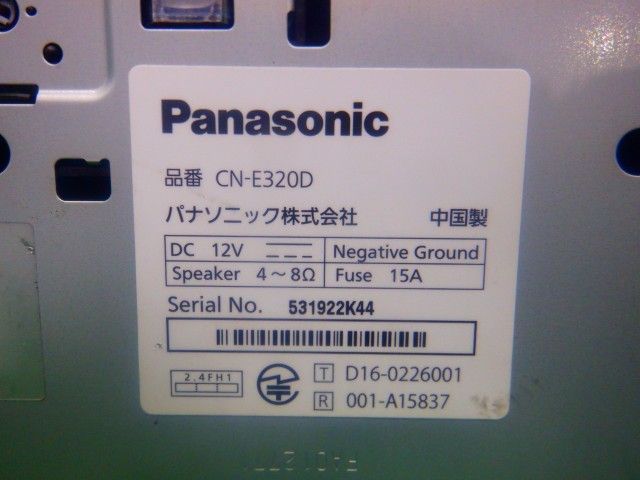 Panasonic
品番 CN-E320D
パナソニック株式会社 中国製
DC 12V Negative Ground
Speaker 4～8Ω Fuse 15A
Serial No. 531922K44
2.4FH1 T D16-0226001
R 001-A15837